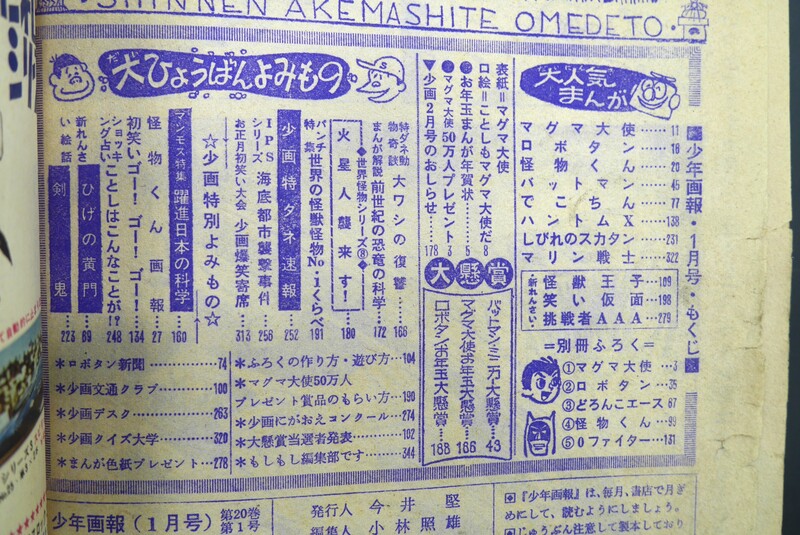 SHINNEN AKEMASHITE OMEDETO.
少年画報・1月号・もくじ
大人気まんが
マグマ大使……11
ロボタン……18
怪物くん……20
バットマン……45
でこちん……77
ハントムX……138
しびれのスカタン……231
マリン戦士……322
・新れんさい・
怪獣王子……109
笑い仮面……198
挑戦者AAA……279
=別冊ふろく=
①マグマ大使…3
②ロボタン…35
③どろんこエース 67
④怪物くん…99
⑤0ファイター…131
表紙=マグマ大使
口絵=ことしもマグマ大使だ 8
●お年玉まんが年賀状…5
●マグマ大使50万人プレゼント 3
▼少画2月号のおしらせ…178
大懸賞
バットマン・ミニカー大懸賞…43
マグマ大使お年玉大懸賞…186
ロボタンお年玉大懸賞…188
だい
大ひょうばんよみもの
特ダネ動物奇談 大ワシの復讐 166
まんが解説 前世紀の恐竜の科学 172
◆世界怪獣シリーズ⑧◆
火星人襲来す! 180
パンチ特集 世界の怪獣怪物No.1くらべ 191
少画特ダネ速報 252
IPSシリーズ 海底都市襲撃事件 256
お正月初笑い大会 少画爆笑寄席 313
☆少画特別よみもの☆
マンモス特集 躍進日本の科学 160
怪物くん画報…27
初笑いゴー!ゴー!ゴー! 134
ショッキング占い ことしはこんなことが!? 248
新れんさい ひげの黄門 69
い絵話 剣鬼 223
*ロボタン新聞……74
*少画文通クラブ……100
*少画デスク……263
*少画クイズ大学……320
*まんが色紙プレゼント…278
*ふろくの作り方・遊び方…104
*マグマ大使50万人
プレゼント賞品のもらい方…190
*少画にがおえコンクール…274
*大懸賞当選者発表……192
*もしもし編集部です……344
少年画報(1月号) 第20巻 第1号
発行人 今井 堅
編集人 小林照雄
●『少年画報』は、毎月、書店で月ぎ
めにして、読むようにしましょう。
●じゅうぶん注意して製本しており